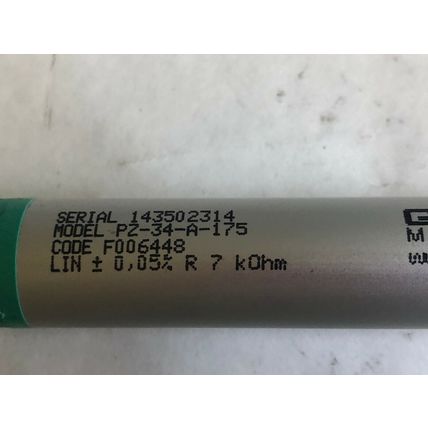 SERIAL 143502314
MODEL PZ-34-A-175
CODE F006448
LIN ± 0,05% R 7 kOhm